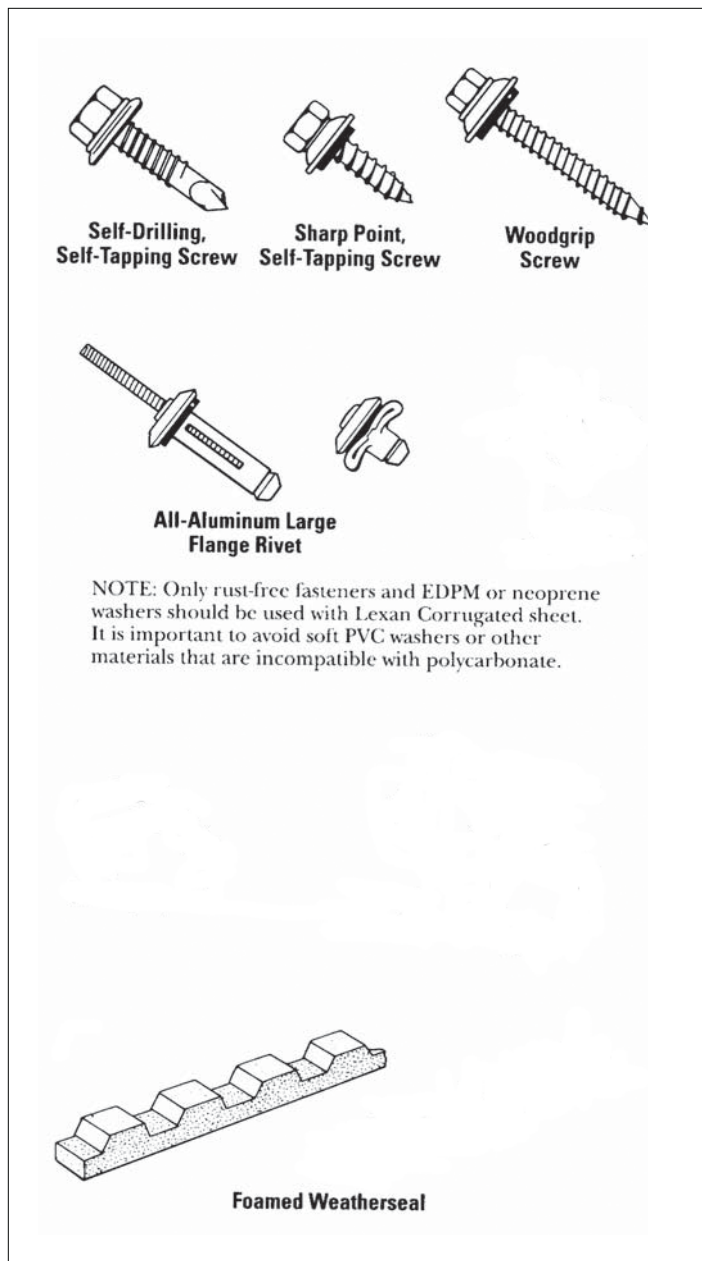 Self-Drilling,
Self-Tapping Screw
Sharp Point,
Self-Tapping Screw
Woodgrip
Screw
All-Aluminum Large
Flange Rivet
NOTE: Only rust-free fasteners and EDPM or neoprene
washers should be used with Lexan Corrugated sheet.
It is important to avoid soft PVC washers or other
materials that are incompatible with polycarbonate.
Foamed Weatherseal